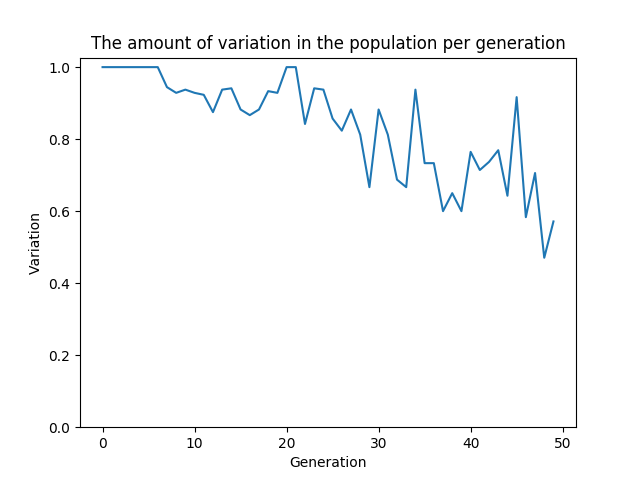 The amount of variation in the population per generation
1.0
0.8
0.6
0.4
0.2
0.0
Variation
0 10 20 30 40 50
Generation